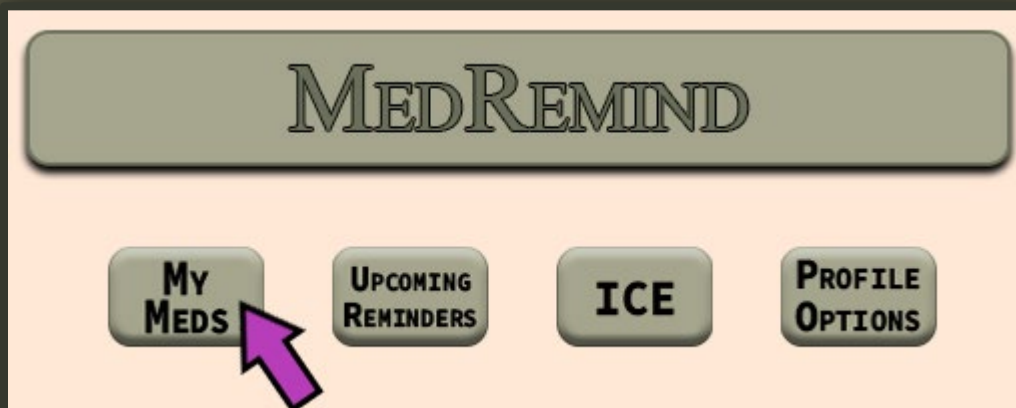 MEDREMIND
MY
MEDS
UPCOMING
REMINDERS
ICE
PROFILE
OPTIONS